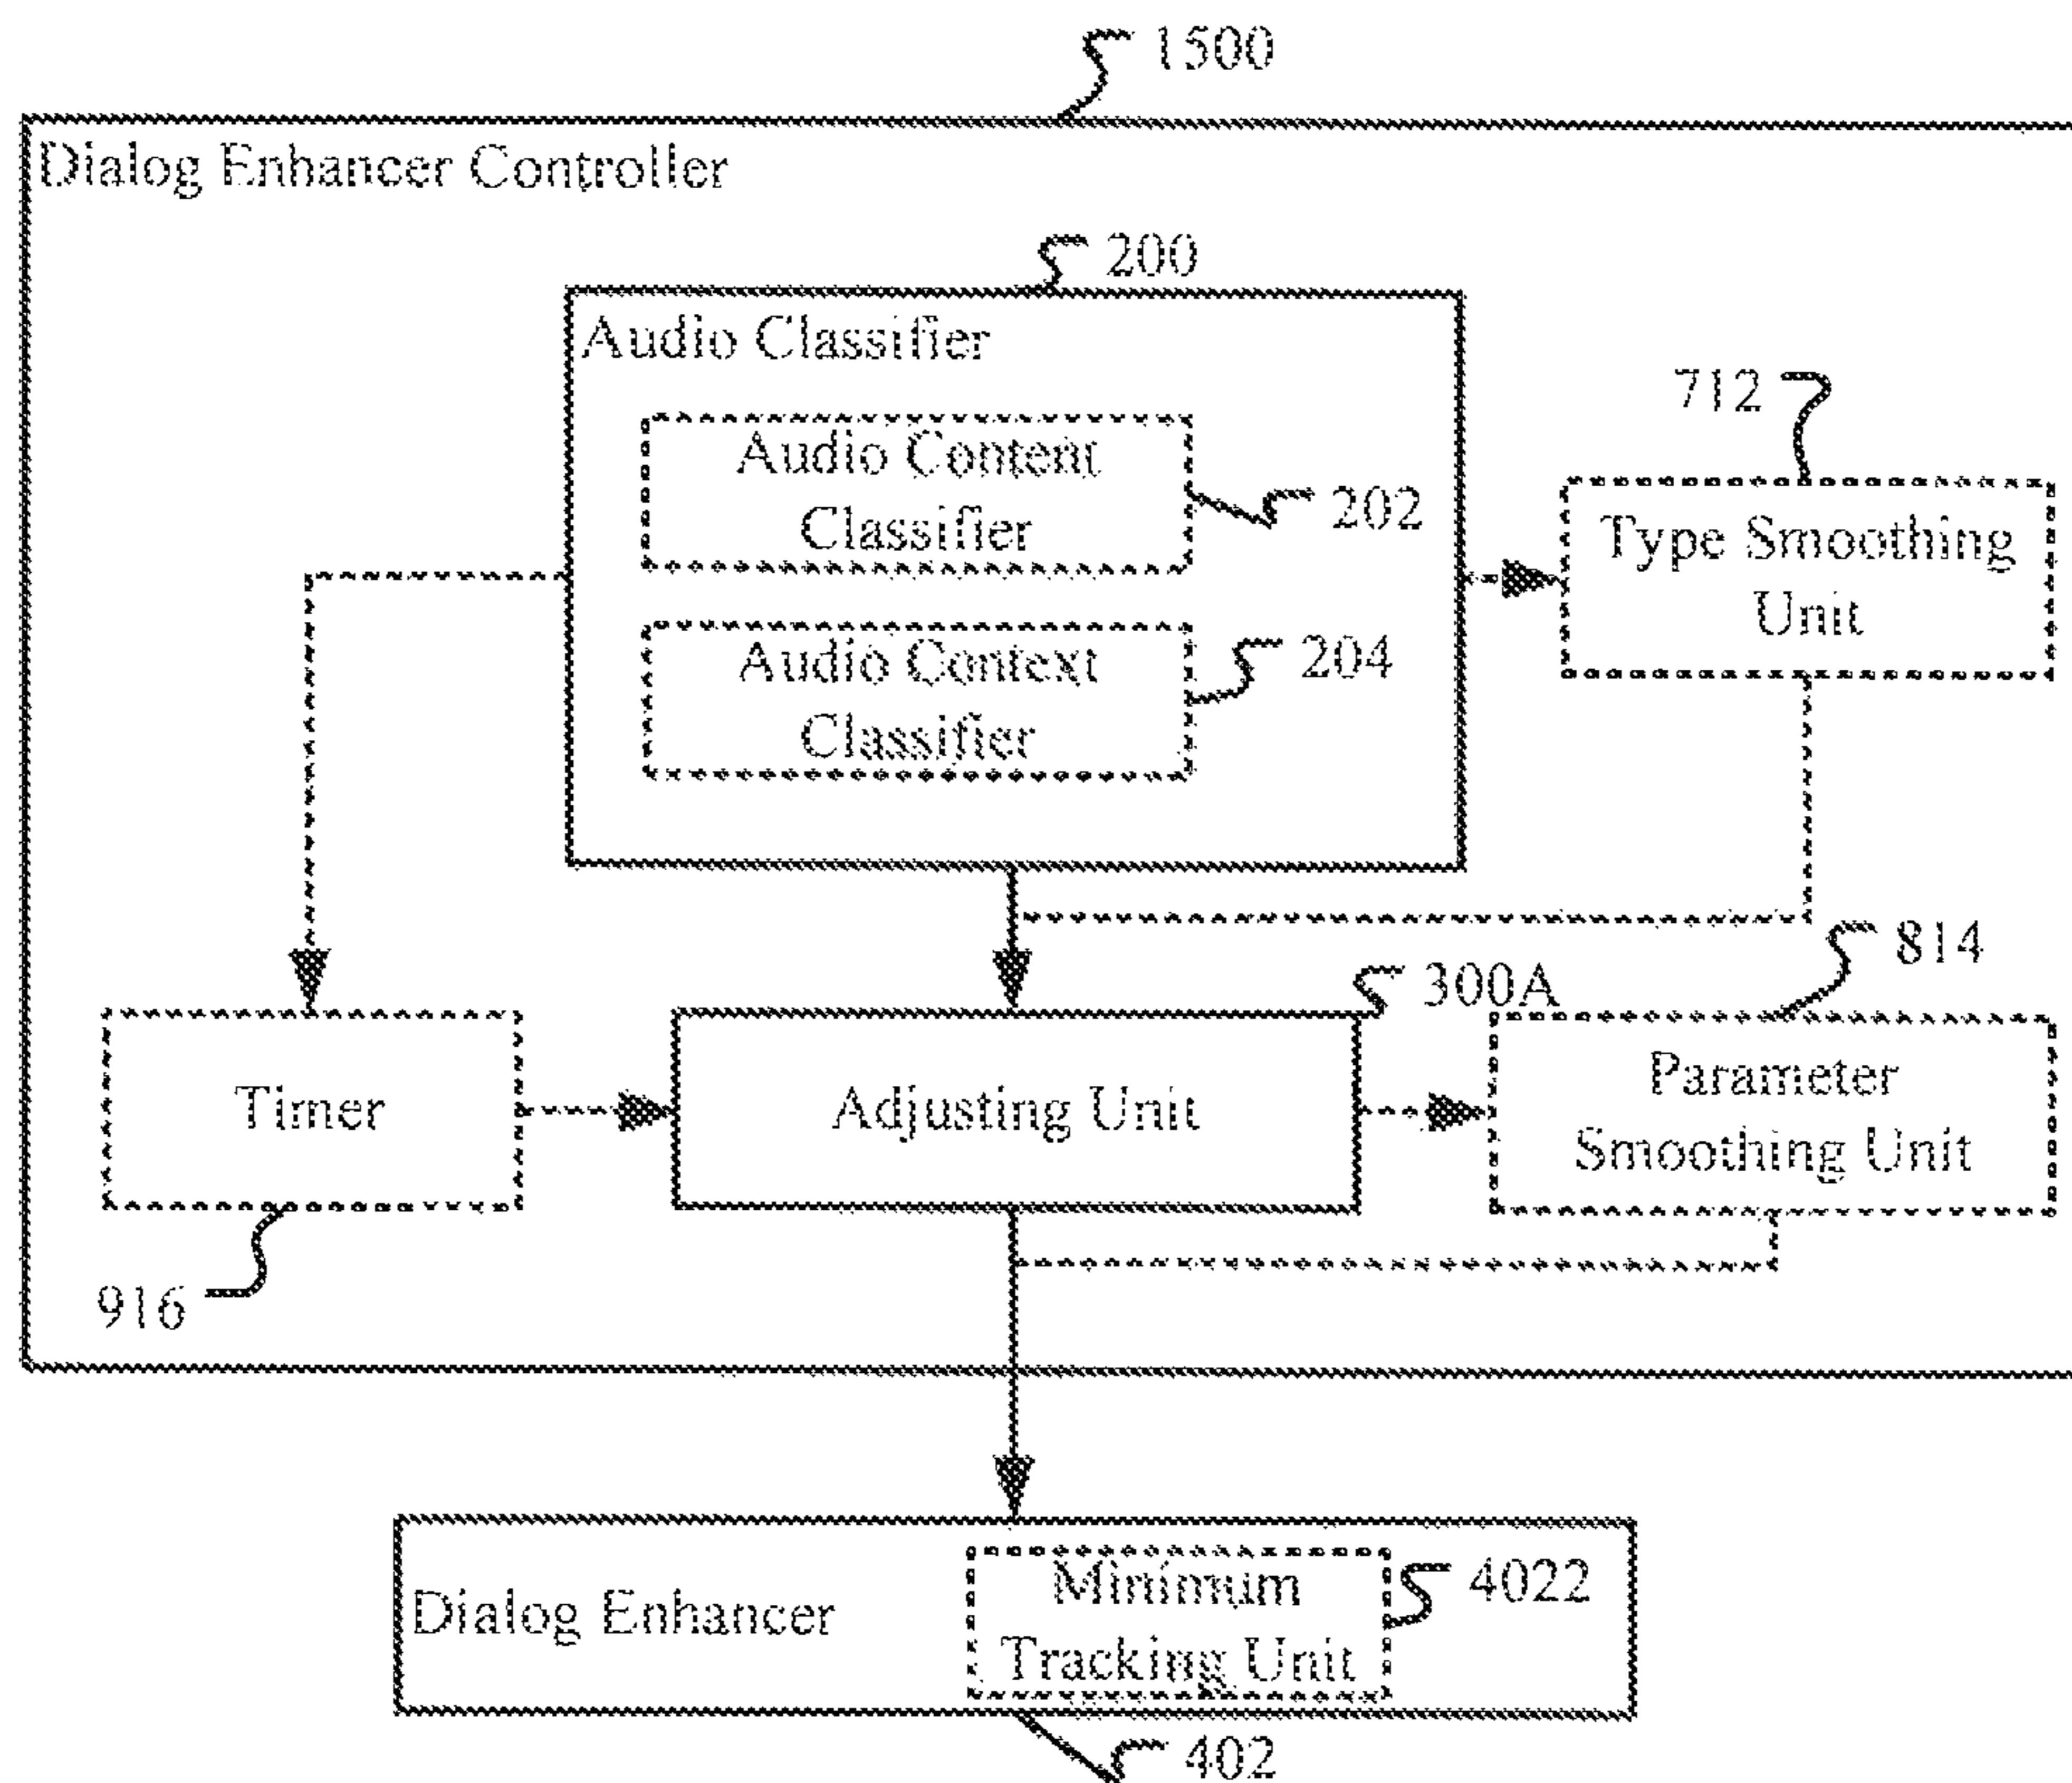 1500
Dialog Enhancer Controller
200
Audio Classifier
712
Audio Content
Classifier
202
Type Smoothing
Unit
Audio Context
Classifier
204
814
300A
Timer
Adjusting Unit
Parameter
Smoothing Unit
916
Dialog Enhancer
Minimum
Tracking Unit
4022
402